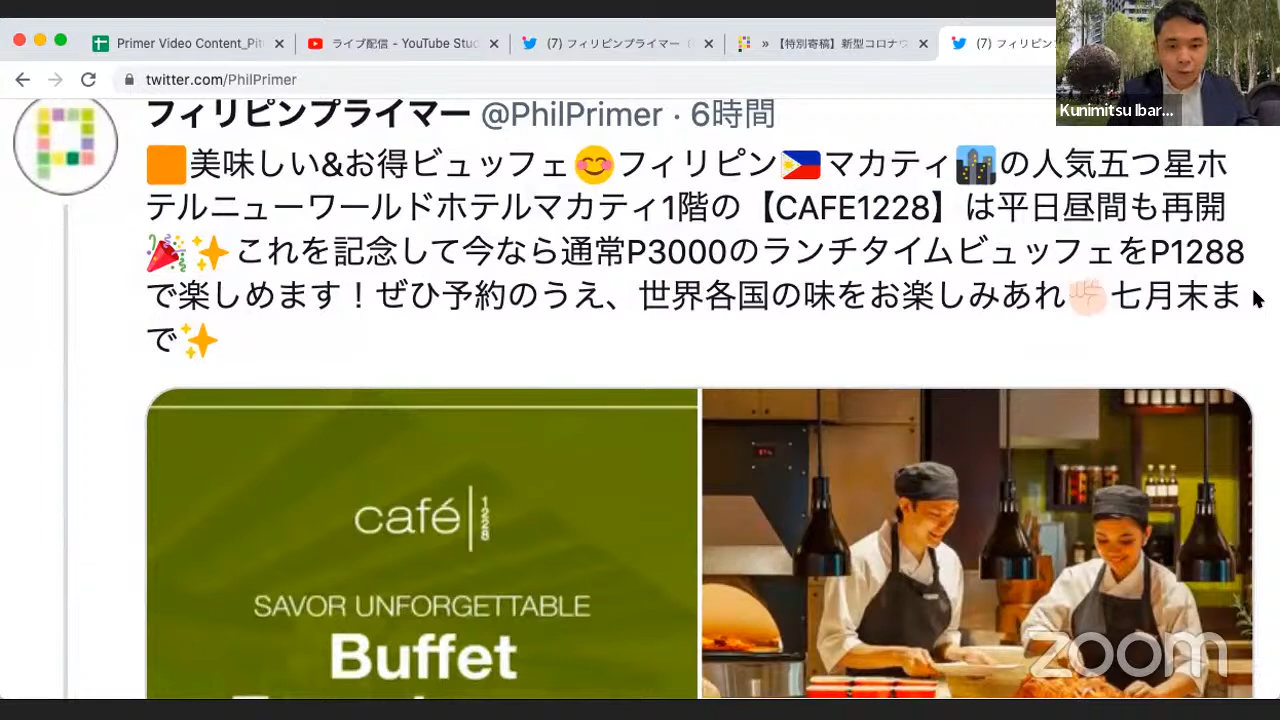 Primer Video Content_Pit
ライブ配信 - YouTube Stud
(7) フィリピンプライマー (
» 【特別寄稿】新型コロナウ
(7) フィリピン
twitter.com/PhilPrimer
Kunimitsu Ibar...
フィリピンプライマー @PhilPrimer · 6時間
🟧美味しい&お得ビュッフェ😊フィリピン🇵🇭マカティ🏙の人気五つ星ホ
テルニューワールドホテルマカティ1階の【CAFE1228】は平日昼間も再開
🎉✨これを記念して今なら通常P3000のランチタイムビュッフェをP1288
で楽しめます！ぜひ予約のうえ、世界各国の味をお楽しみあれ✊🏻七月末ま
で✨
café 1228
SAVOR UNFORGETTABLE
Buffet
zoom